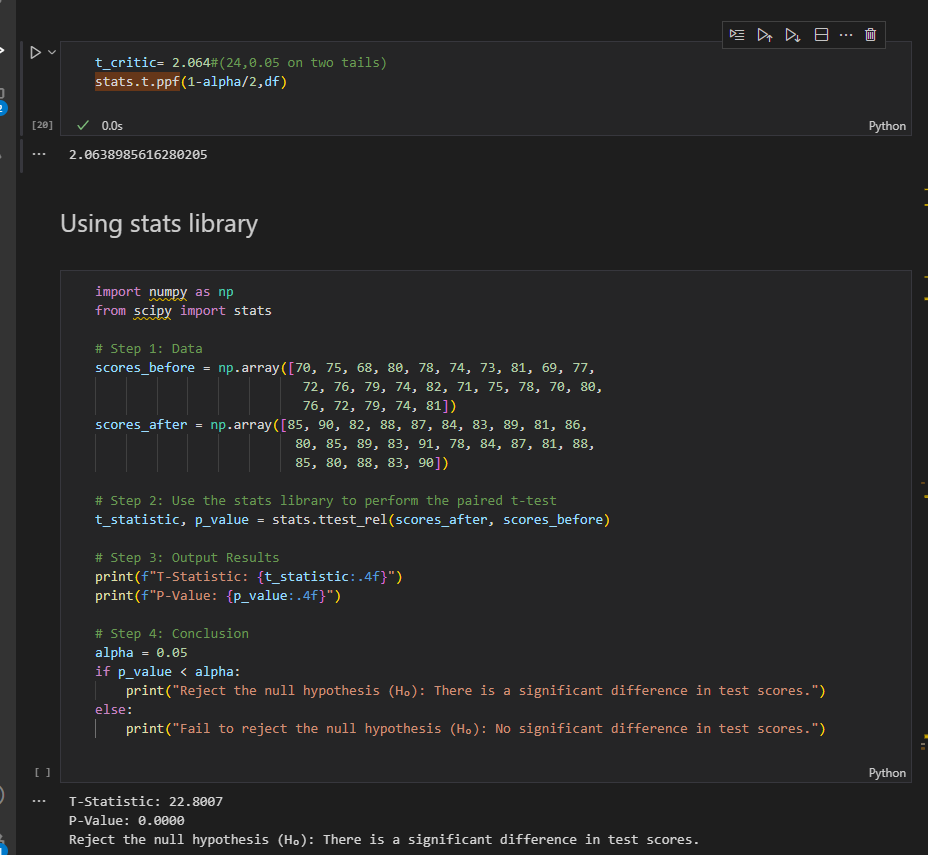 t_critic= 2.064#(24,0.05 on two tails)
stats.t.ppf(1-alpha/2,df)
[20]
0.0s
Python
2.0638985616280205
Using stats library
import numpy as np
from scipy import stats
# Step 1: Data
scores_before = np.array([70, 75, 68, 80, 78, 74, 73, 81, 69, 77,
72, 76, 79, 74, 82, 71, 75, 78, 70, 80,
76, 72, 79, 74, 81])
scores_after = np.array([85, 90, 82, 88, 87, 84, 83, 89, 81, 86,
80, 85, 89, 83, 91, 78, 84, 87, 81, 88,
85, 80, 88, 83, 90])
# Step 2: Use the stats library to perform the paired t-test
t_statistic, p_value = stats.ttest_rel(scores_after, scores_before)
# Step 3: Output Results
print(f"T-Statistic: {t_statistic:.4f}")
print(f"P-Value: {p_value:.4f}")
# Step 4: Conclusion
alpha = 0.05
if p_value < alpha:
print("Reject the null hypothesis (H₀): There is a significant difference in test scores.")
else:
print("Fail to reject the null hypothesis (H₀): No significant difference in test scores.")
[ ]
Python
T-Statistic: 22.8007
P-Value: 0.0000
Reject the null hypothesis (H₀): There is a significant difference in test scores.